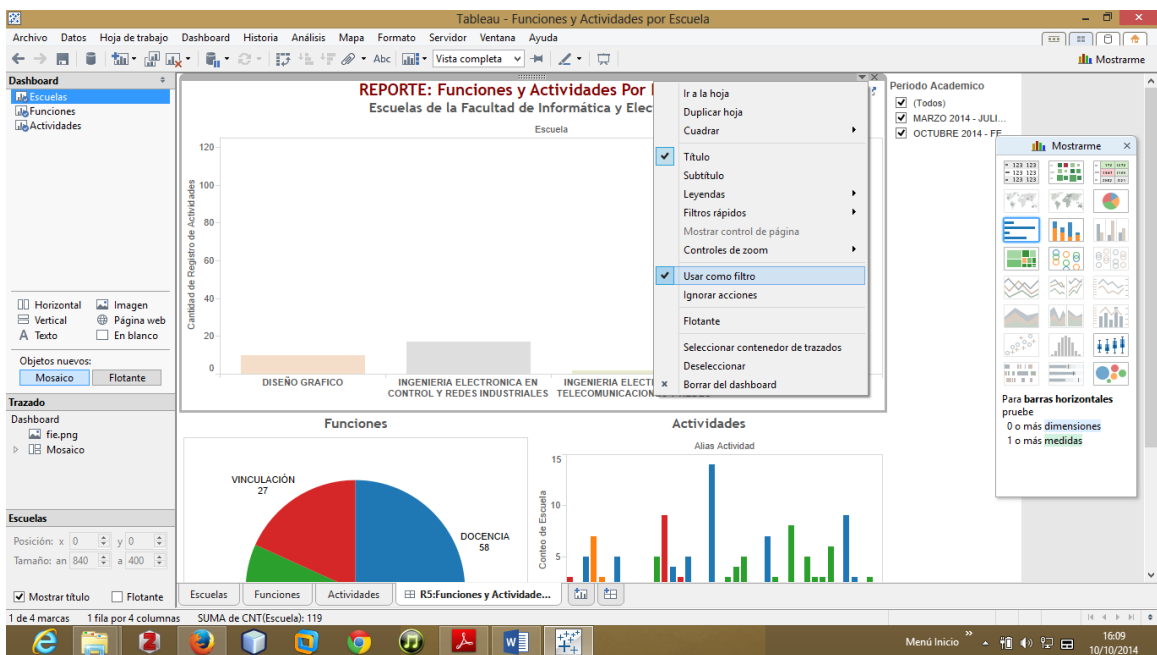 Tableau - Funciones y Actividades por Escuela
Archivo Datos Hoja de trabajo Dashboard Historia Análisis Mapa Formato Servidor Ventana Ayuda
Abc Vista completa Mostrarme
Dashboard
Escuelas
Funciones
Actividades
Horizontal Imagen
Vertical Página web
A Texto En blanco
Objetos nuevos:
Mosaico Flotante
Trazado
Dashboard
fie.png
Mosaico
Escuelas
Posición: x 0 y 0
Tamaño: an 840 a 400
Mostrar título Flotante
REPORTE: Funciones y Actividades Por
Escuelas de la Facultad de Informática y Elec
Escuela
Cantidad de Registro de Actividades
120
100
80
60
40
20
0
DISEÑO GRAFICO
INGENIERIA ELECTRONICA EN
CONTROL Y REDES INDUSTRIALES
INGENIERIA ELECT
TELECOMUNICACION
Ir a la hoja
Duplicar hoja
Cuadrar
Título
Subtítulo
Leyendas
Filtros rápidos
Mostrar control de página
Controles de zoom
Usar como filtro
Ignorar acciones
Flotante
Seleccionar contenedor de trazados
Deseleccionar
Borrar del dashboard
Periodo Academico
(Todos)
MARZO 2014 - JULI...
OCTUBRE 2014 - FE
Mostrarme
Para barras horizontales
pruebe
0 o más dimensiones
1 o más medidas
Funciones
VINCULACIÓN
27
DOCENCIA
58
Actividades
Alias Actividad
Conteo de Escuela
15
10
5
Escuelas Funciones Actividades R5:Funciones y Actividade...
1 de 4 marcas 1 fila por 4 columnas SUMA de CNT(Escuela): 119
Menú Inicio
16:09
10/10/2014